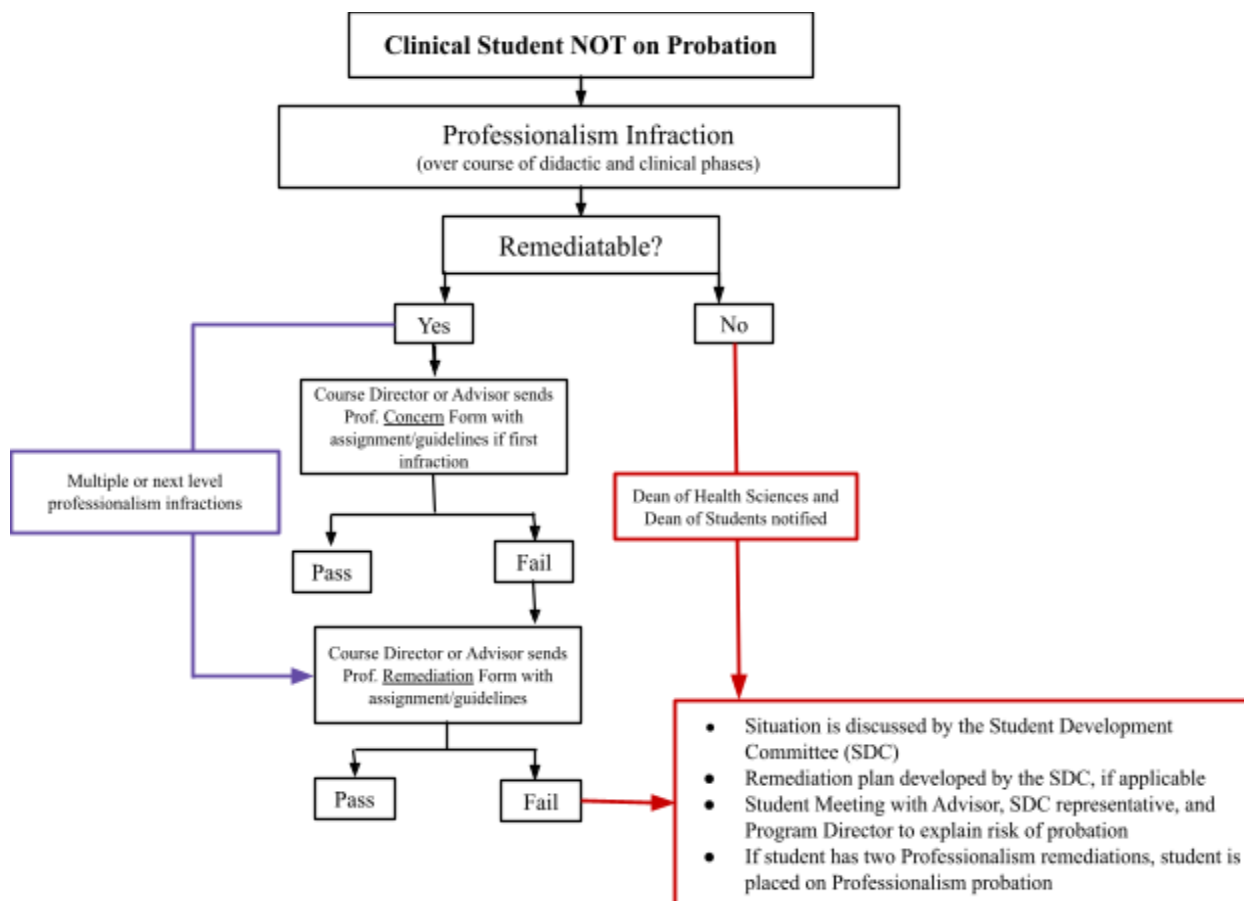 Clinical Student NOT on Probation
Professionalism Infraction
(over course of didactic and clinical phases)
Remediatable?
Yes
No
Course Director or Advisor sends
Prof. Concern Form with
assignment/guidelines if first
infraction
Multiple or next level
professionalism infractions
Dean of Health Sciences and
Dean of Students notified
Pass
Fail
Course Director or Advisor sends
Prof. Remediation Form with
assignment/guidelines
Pass
Fail
● Situation is discussed by the Student Development
Committee (SDC)
● Remediation plan developed by the SDC, if applicable
● Student Meeting with Advisor, SDC representative, and
Program Director to explain risk of probation
● If student has two Professionalism remediations, student is
placed on Professionalism probation